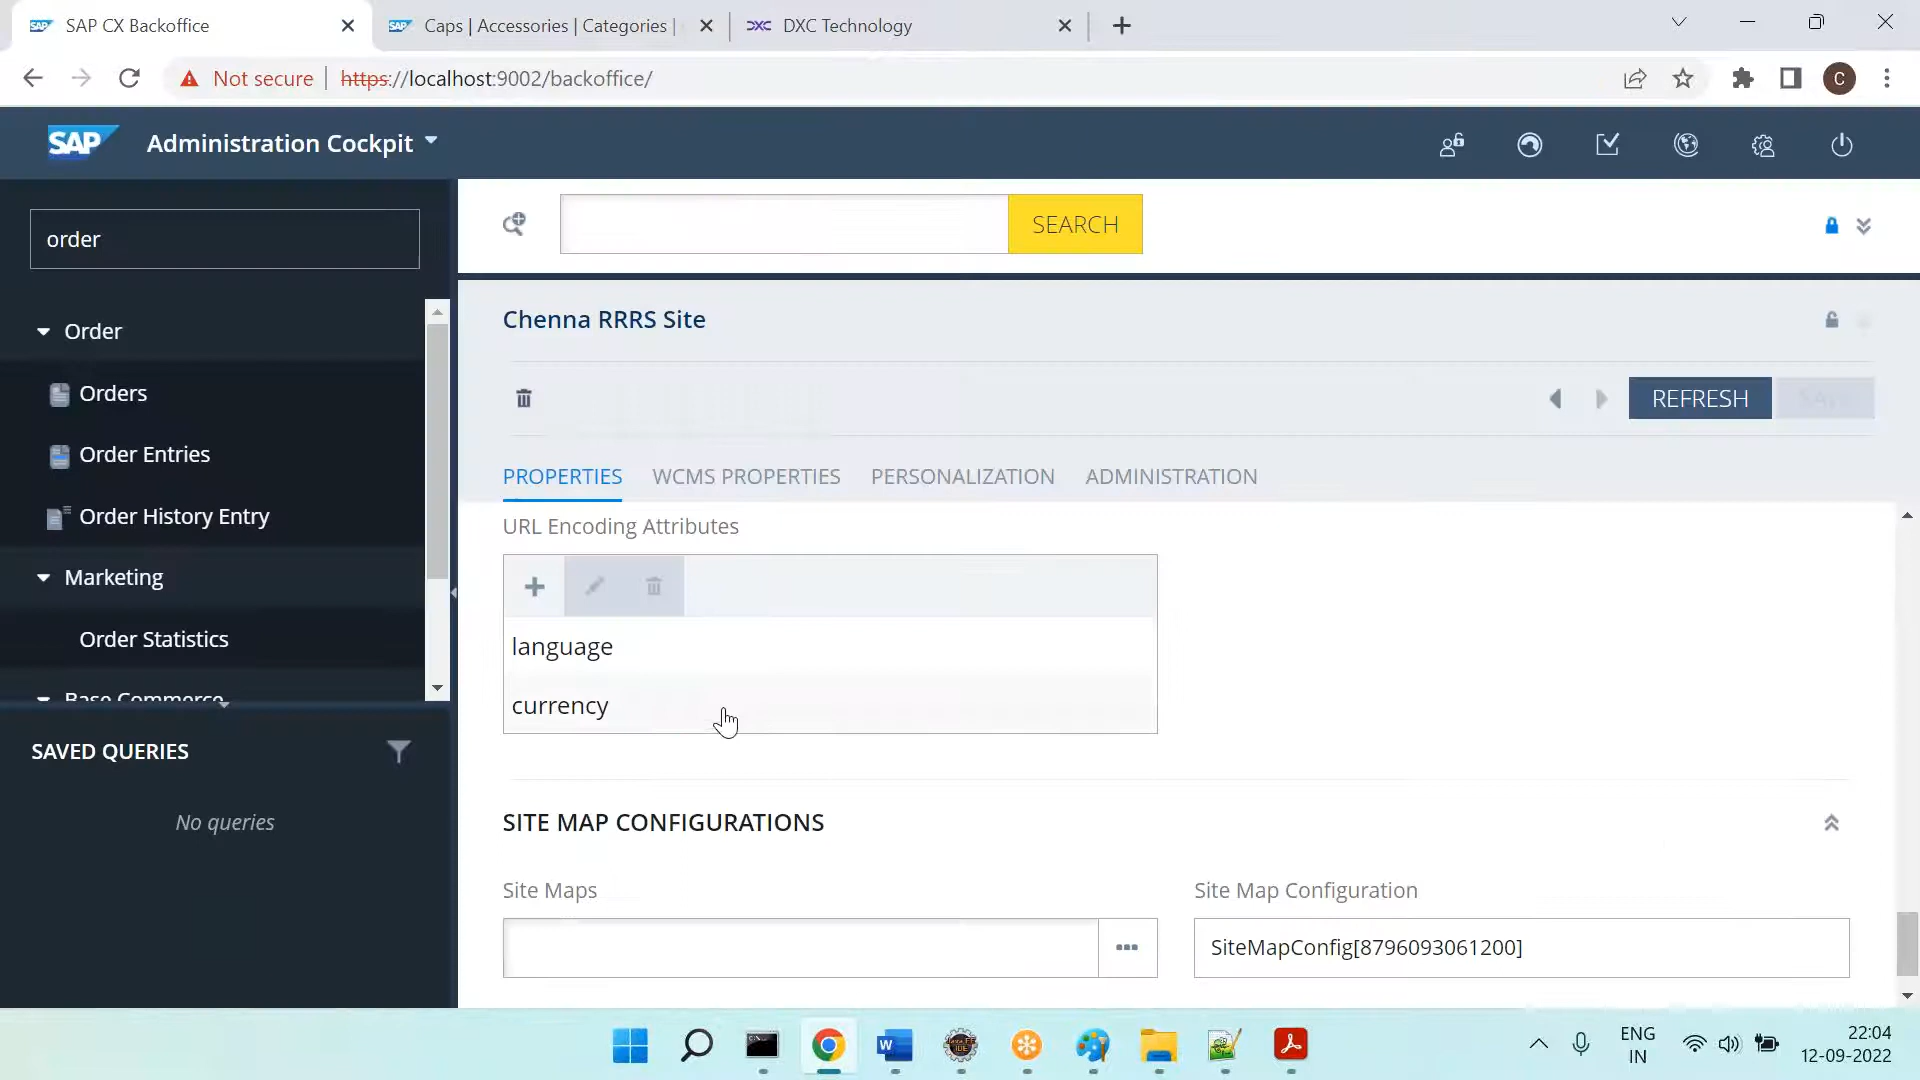 SAP CX Backoffice
Caps | Accessories | Categories |
DXC Technology
Not secure
https://localhost:9002/backoffice/
C
SAP
Administration Cockpit
order
SEARCH
Order
Orders
Order Entries
Order History Entry
Marketing
Order Statistics
Base Commerce
SAVED QUERIES
No queries
Chenna RRRS Site
REFRESH
SAVE
PROPERTIES
WCMS PROPERTIES
PERSONALIZATION
ADMINISTRATION
URL Encoding Attributes
language
currency
SITE MAP CONFIGURATIONS
Site Maps
Site Map Configuration
SiteMapConfig[8796093061200]
ENG
IN
22:04
12-09-2022